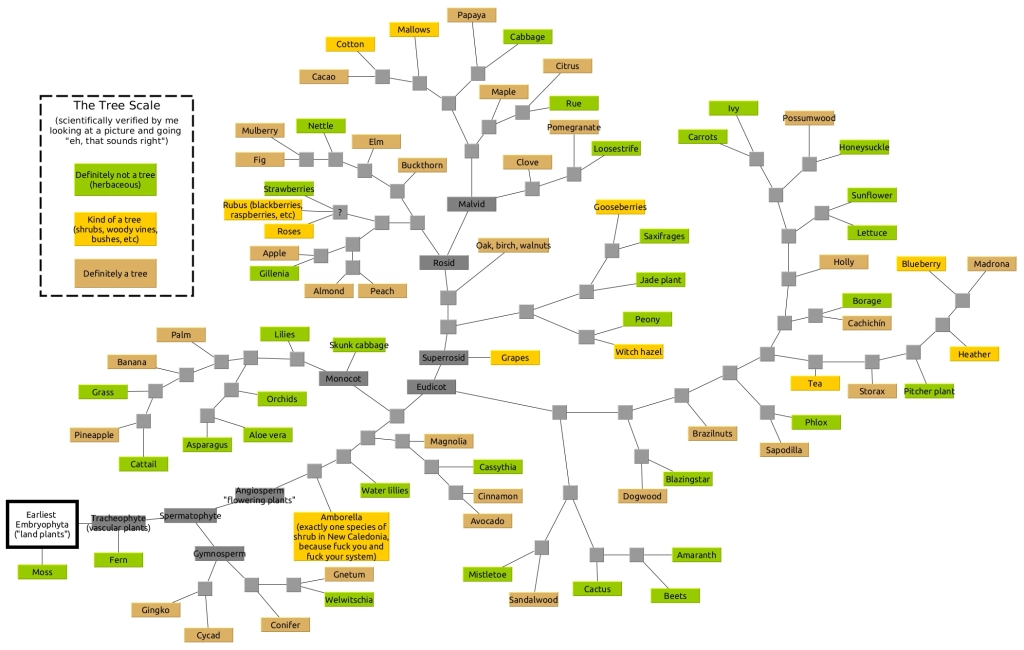 The Tree Scale
(scientifically verified by me
looking at a picture and going
"eh, that sounds right")
Definitely not a tree
(herbaceous)
Kind of a tree
(shrubs, woody vines,
bushes, etc)
Definitely a tree
Papaya
Mallows
Cabbage
Cotton
Cacao
Citrus
Maple
Rue
Pomegranate
Loosestrife
Clove
Malvid
Mulberry
Nettle
Elm
Fig
Buckthorn
Strawberries
Rubus (blackberries,
raspberries, etc)
?
Roses
Apple
Gillenia
Almond
Peach
Rosid
Oak, birch, walnuts
Gooseberries
Saxifrages
Jade plant
Peony
Witch hazel
Superrosid
Grapes
Eudicot
Ivy
Carrots
Possumwood
Honeysuckle
Sunflower
Lettuce
Holly
Blueberry
Madrona
Borage
Cachichín
Heather
Tea
Storax
Pitcher plant
Phlox
Sapodilla
Brazilnuts
Blazingstar
Dogwood
Amaranth
Beets
Cactus
Mistletoe
Sandalwood
Palm
Lilies
Skunk cabbage
Monocot
Banana
Grass
Orchids
Pineapple
Asparagus
Aloe vera
Cattail
Magnolia
Cassythia
Cinnamon
Avocado
Water lillies
Angiosperm
"flowering plants"
Amborella
(exactly one species of
shrub in New Caledonia,
because fuck you and
fuck your system)
Earliest
Embryophyta
("land plants")
Moss
Tracheophyte
(vascular plants)
Fern
Spermatophyte
Gymnosperm
Gnetum
Welwitschia
Gingko
Cycad
Conifer